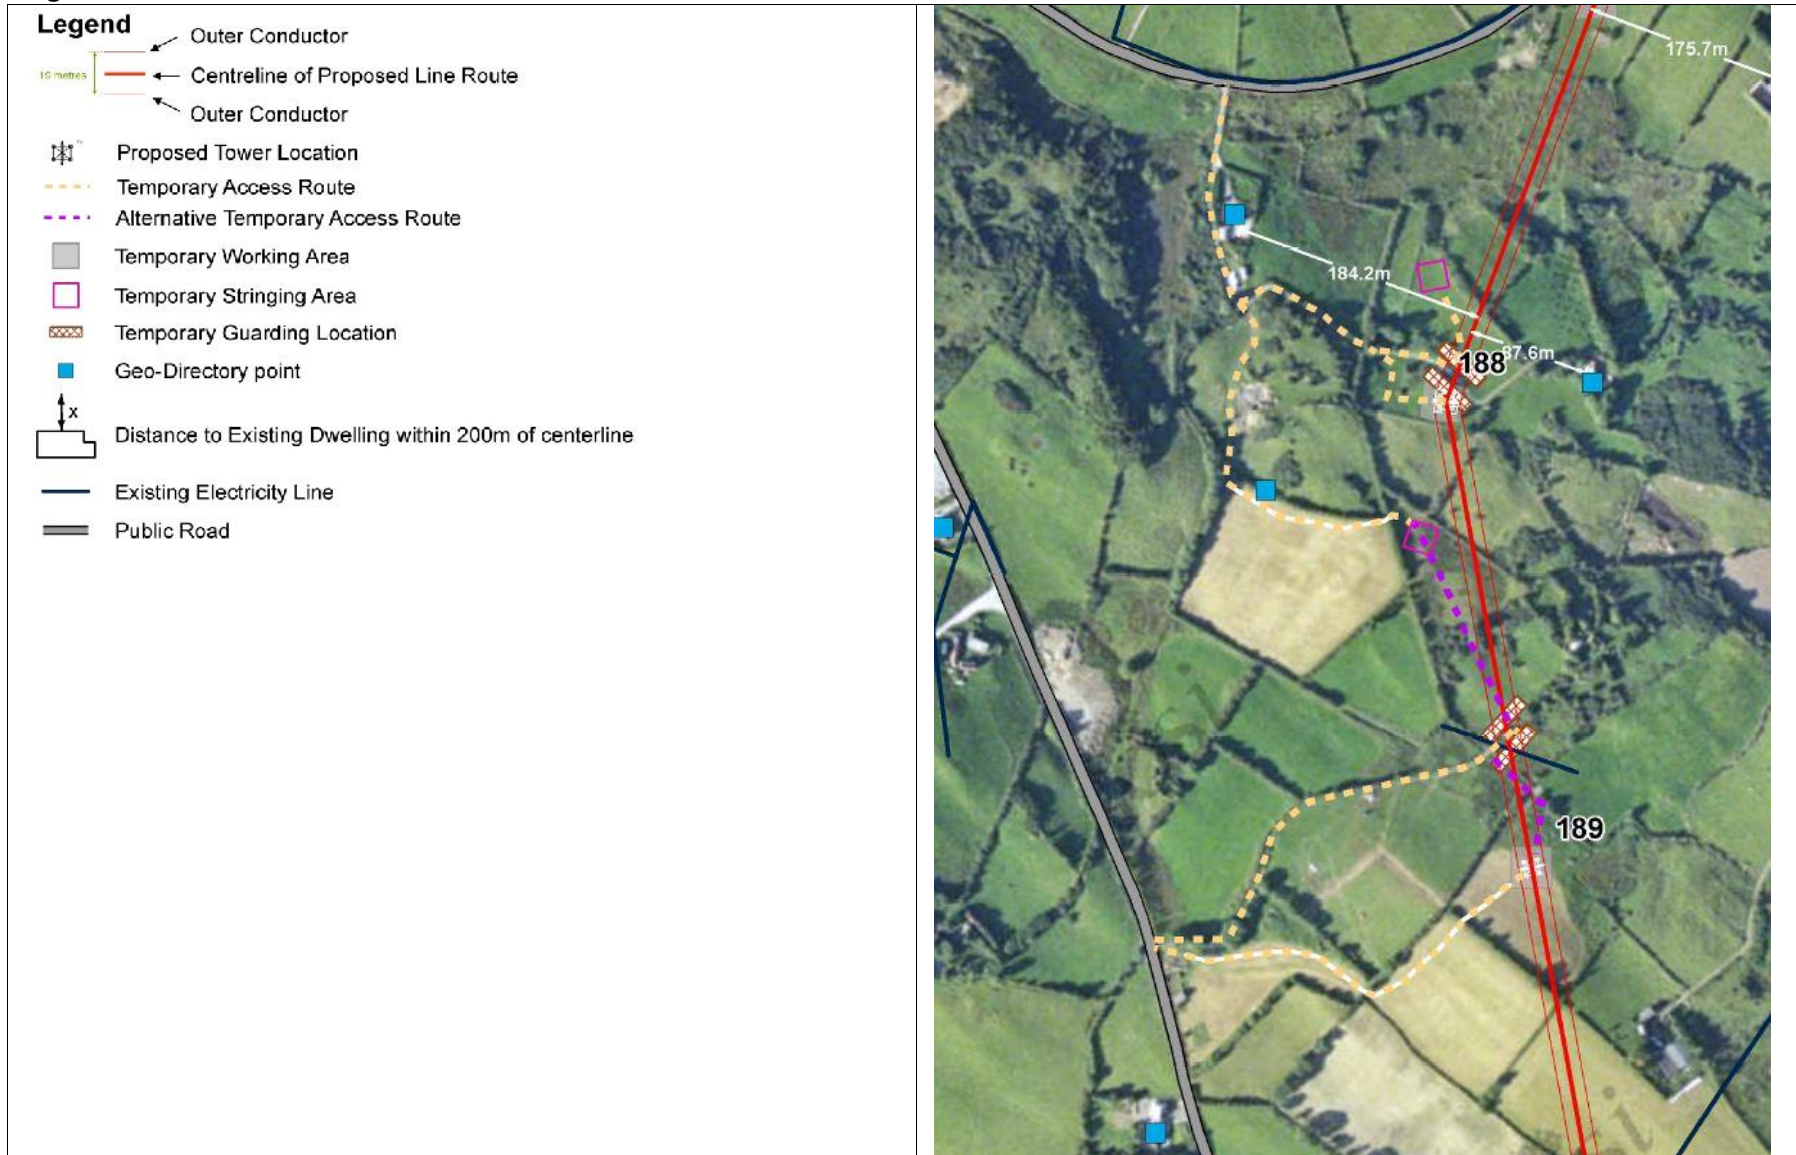 Legend
Outer Conductor
19 metres
Centreline of Proposed Line Route
Outer Conductor
Proposed Tower Location
Temporary Access Route
Alternative Temporary Access Route
Temporary Working Area
Temporary Stringing Area
Temporary Guarding Location
Geo-Directory point
X
Distance to Existing Dwelling within 200m of centerline
Existing Electricity Line
Public Road
175.7m
184.2m
87.6m
188
189